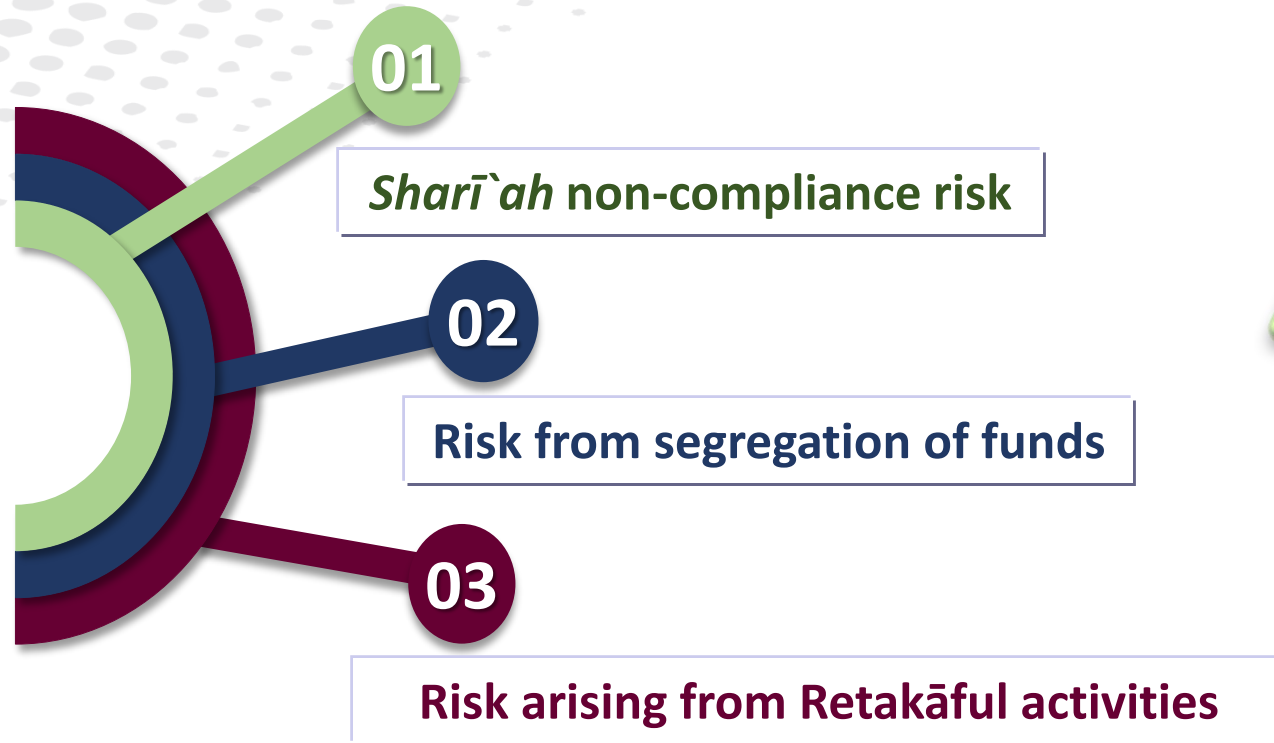 01
Sharī`ah non-compliance risk
02
Risk from segregation of funds
03
Risk arising from Retakāful activities